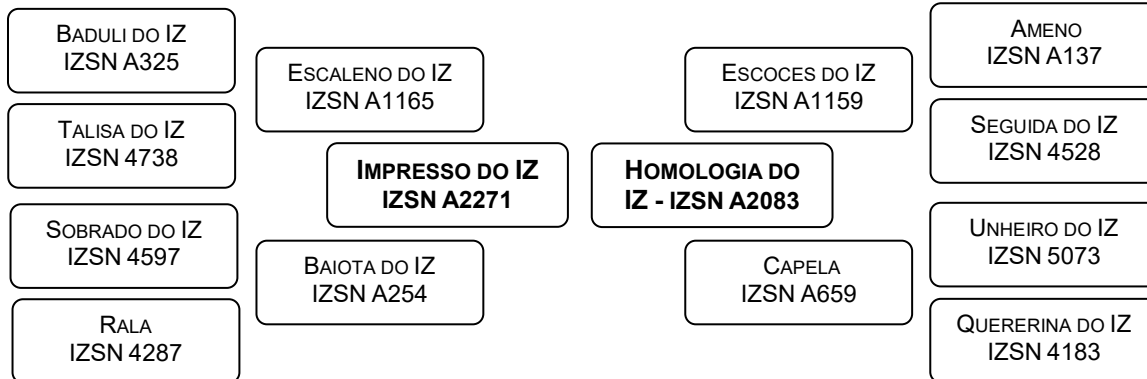 BADULI DO IZ
IZSN A325
TALISA DO IZ
IZSN 4738
SOBRADO DO IZ
IZSN 4597
RALA
IZSN 4287
ESCALENO DO IZ
IZSN A1165
BAIOTA DO IZ
IZSN A254
IMPRESSO DO IZ
IZSN A2271
HOMOLOGIA DO
IZ - IZSN A2083
ESCOCES DO IZ
IZSN A1159
CAPELA
IZSN A659
AMENO
IZSN A137
SEGUIDA DO IZ
IZSN 4528
UNHEIRO DO IZ
IZSN 5073
QUERERINA DO IZ
IZSN 4183